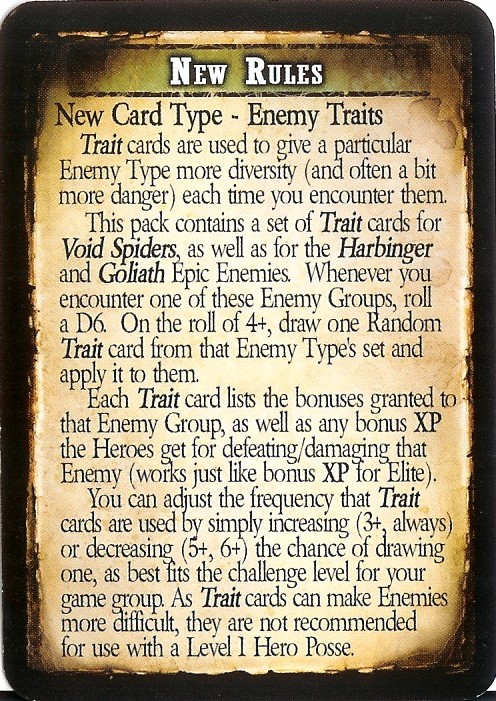 New Rules
New Card Type - Enemy Traits
Trait cards are used to give a particular
Enemy Type more diversity (and often a bit
more danger) each time you encounter them.
This pack contains a set of Trait cards for
Void Spiders, as well as for the Harbinger
and Goliath Epic Enemies. Whenever you
encounter one of these Enemy Groups, roll
a D6. On the roll of 4+, draw one Random
Trait card from that Enemy Type's set and
apply it to them.
Each Trait card lists the bonuses granted to
that Enemy Group, as well as any bonus XP
the Heroes get for defeating/damaging that
Enemy (works just like bonus XP for Elite).
You can adjust the frequency that Trait
cards are used by simply increasing (3+, always)
or decreasing (5+, 6+) the chance of drawing
one, as best fits the challenge level for your
game group. As Trait cards can make Enemies
more difficult, they are not recommended
for use with a Level 1 Hero Posse.